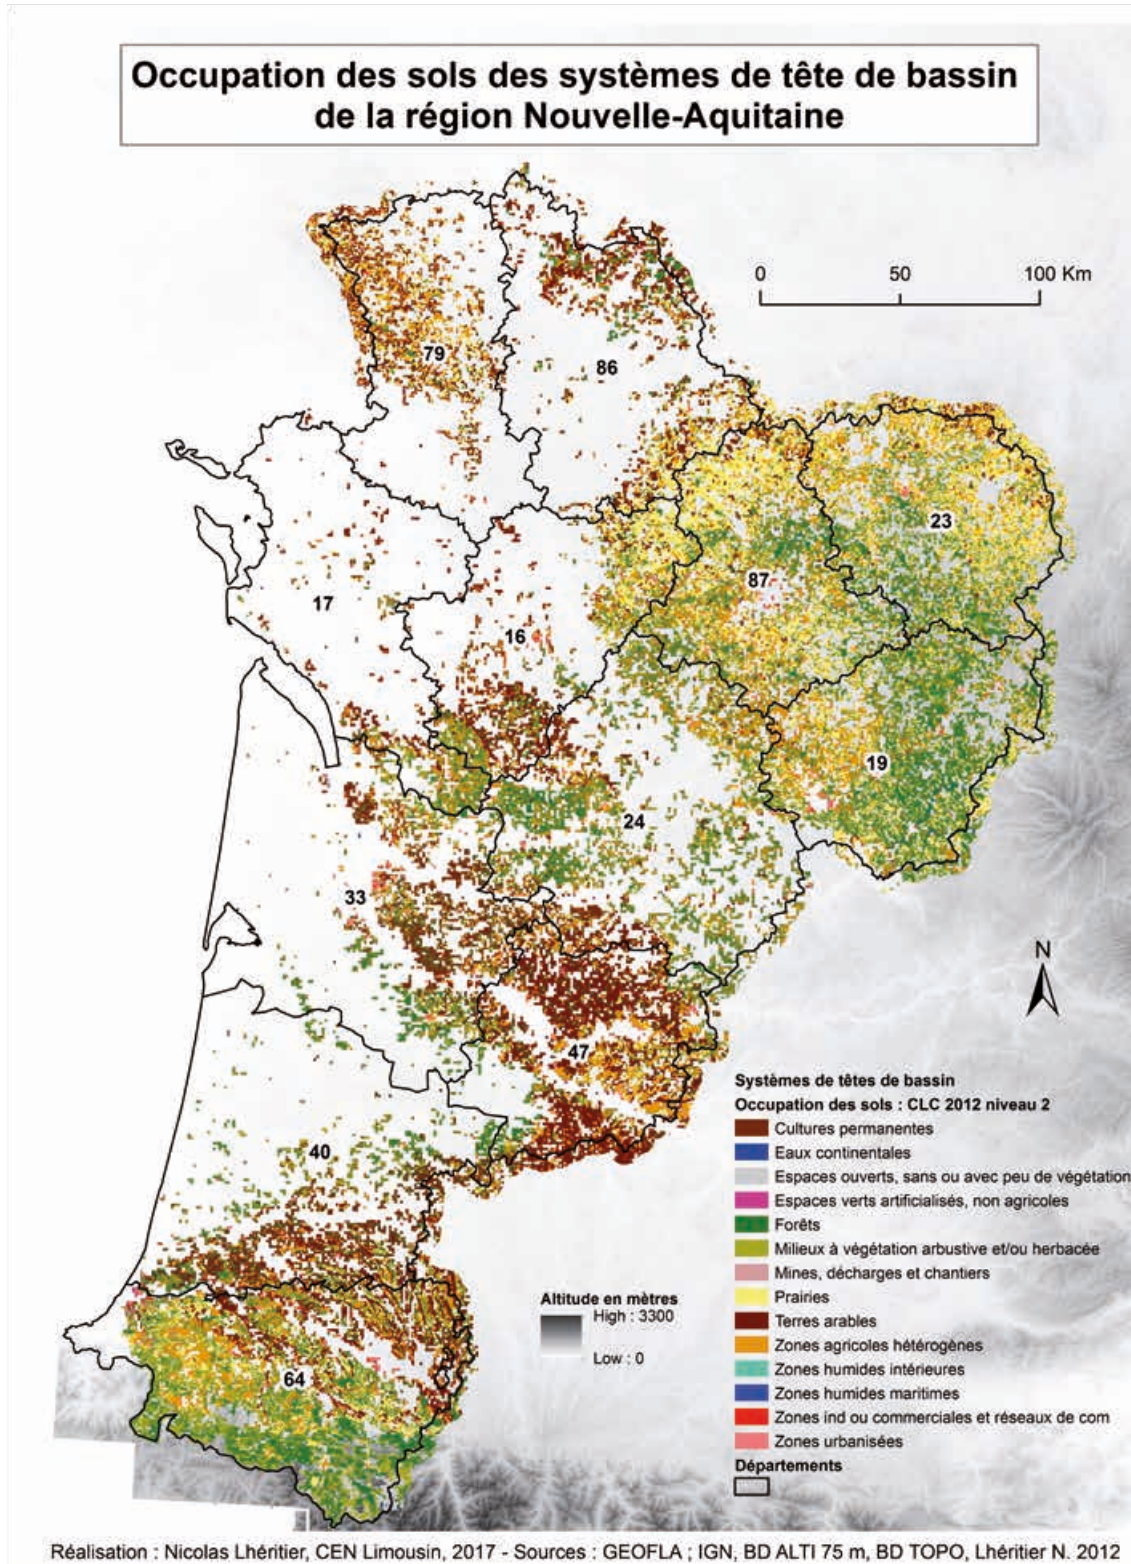 Occupation des sols des systèmes de tête de bassin
de la région Nouvelle-Aquitaine
0 50 100 Km
79
86
23
87
17
16
19
24
33
N
47
40
64
Systèmes de têtes de bassin
Occupation des sols : CLC 2012 niveau 2
Cultures permanentes
Eaux continentales
Espaces ouverts, sans ou avec peu de végétation
Espaces verts artificialisés, non agricoles
Forêts
Milieux à végétation arbustive et/ou herbacée
Mines, décharges et chantiers
Prairies
Terres arables
Zones agricoles hétérogènes
Zones humides intérieures
Zones humides maritimes
Zones ind ou commerciales et réseaux de com
Zones urbanisées
Départements
Altitude en mètres
High : 3300
Low : 0
Réalisation : Nicolas Lhéritier, CEN Limousin, 2017 - Sources : GEOFLA ; IGN, BD ALTI 75 m, BD TOPO, Lhéritier N. 2012